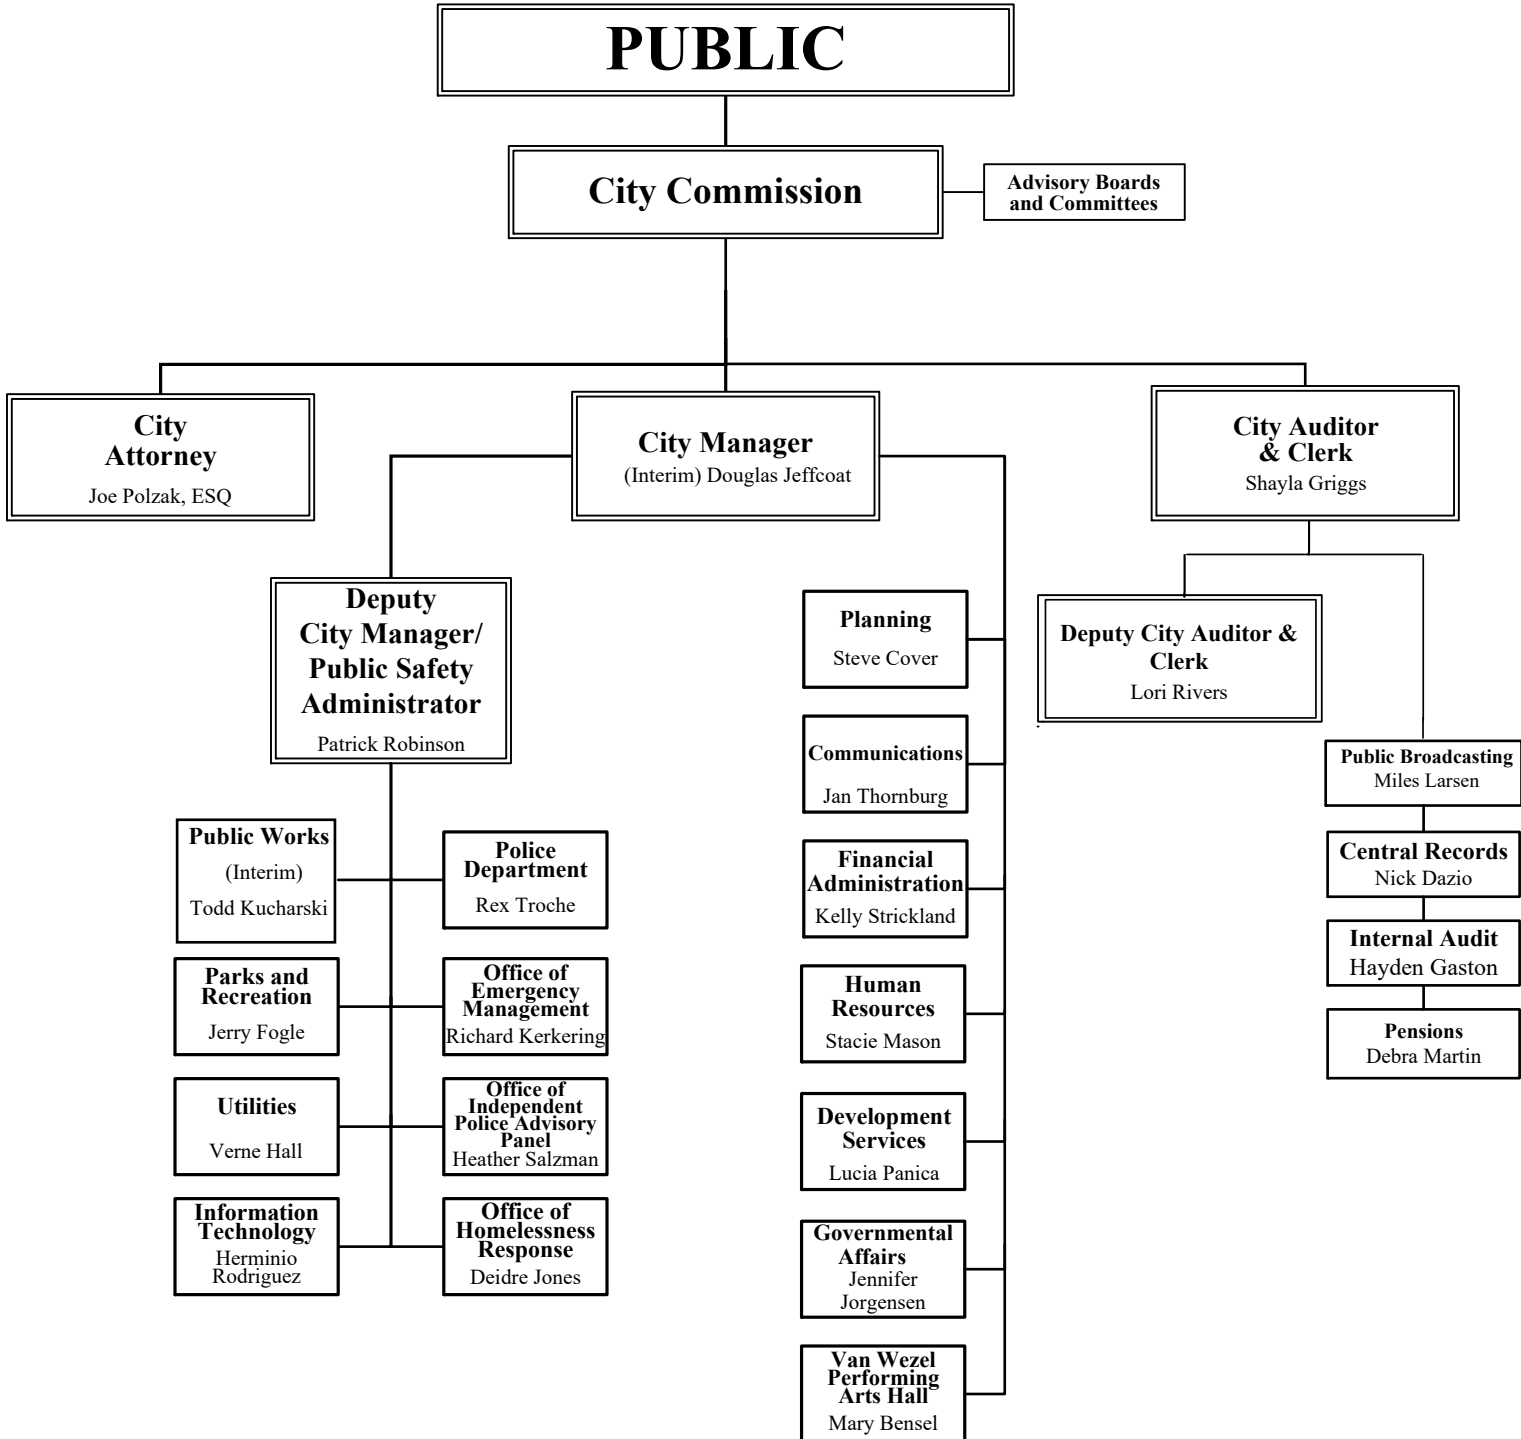 PUBLIC
City Commission
Advisory Boards
and Committees
City
Attorney
Joe Polzak, ESQ
City Manager
(Interim) Douglas Jeffcoat
City Auditor
& Clerk
Shayla Griggs
Deputy
City Manager/
Public Safety
Administrator
Patrick Robinson
Public Works
(Interim)
Todd Kucharski
Police
Department
Rex Troche
Parks and
Recreation
Jerry Fogle
Office of
Emergency
Management
Richard Kerkering
Utilities
Verne Hall
Office of
Independent
Police Advisory
Panel
Heather Salzman
Information
Technology
Herminio
Rodriguez
Office of
Homelessness
Response
Deidre Jones
Planning
Steve Cover
Communications
Jan Thornburg
Financial
Administration
Kelly Strickland
Human
Resources
Stacie Mason
Development
Services
Lucia Panica
Governmental
Affairs
Jennifer
Jorgensen
Van Wezel
Performing
Arts Hall
Mary Bensel
Deputy City Auditor &
Clerk
Lori Rivers
Public Broadcasting
Miles Larsen
Central Records
Nick Dazio
Internal Audit
Hayden Gaston
Pensions
Debra Martin